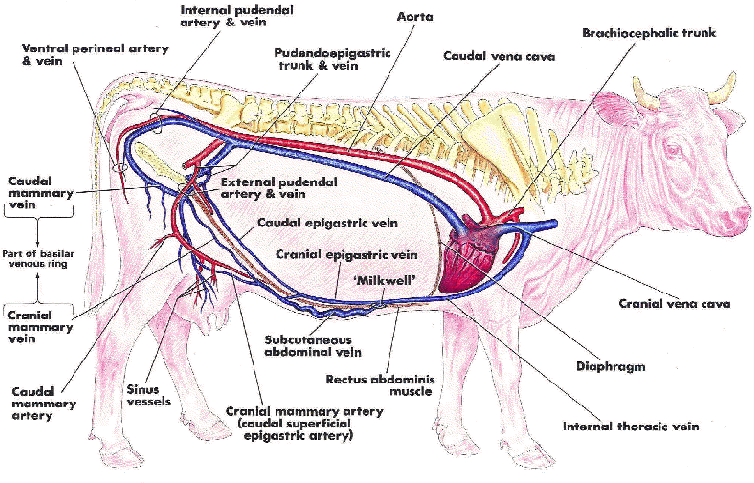 Internal pudendal
artery & vein
Aorta
Brachiocephalic trunk
Ventral perineal artery
& vein
Pudendoepigastric
trunk & vein
Caudal vena cava
Caudal
mammary
vein
External pudendal
artery & vein
Caudal epigastric vein
Part of basilar
venous ring
Cranial epigastric vein
'Milkwell'
Cranial
mammary
vein
Cranial vena cava
Subcutaneous
abdominal vein
Diaphragm
Rectus abdominis
muscle
Caudal
mammary
artery
Sinus
vessels
Cranial mammary artery
(caudal superficial
epigastric artery)
Internal thoracic vein